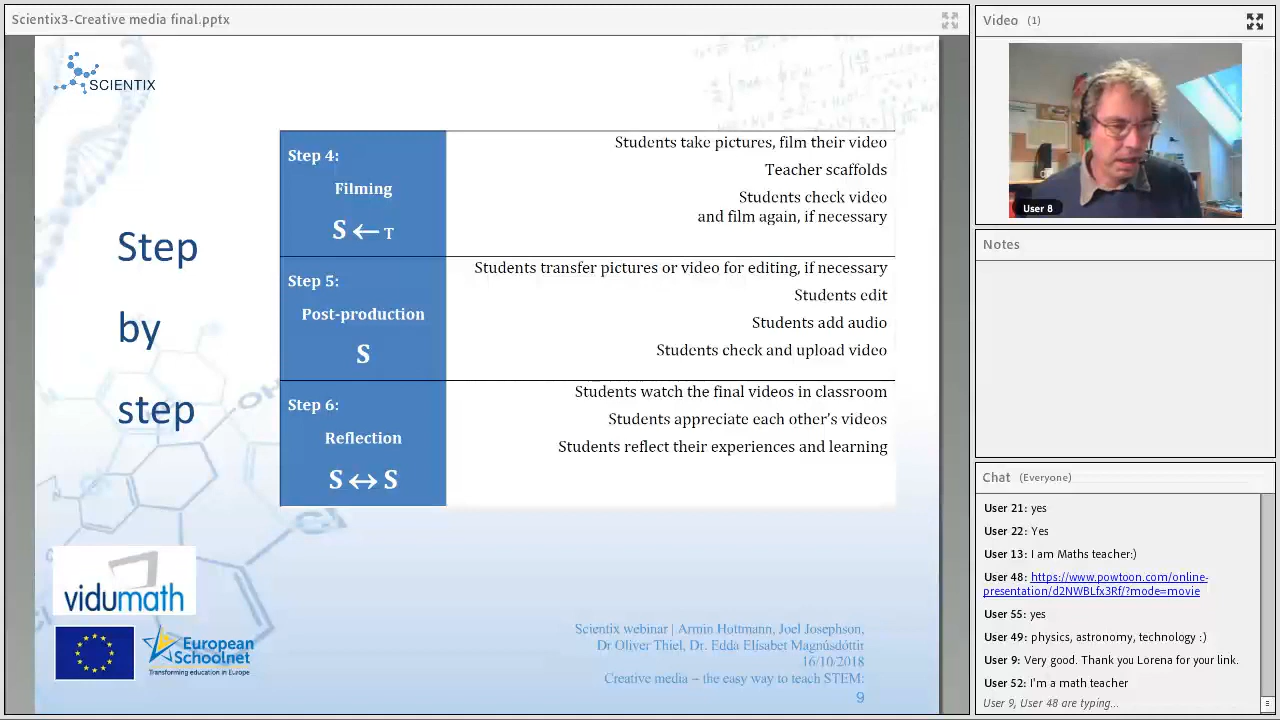 Scientix3-Creative media final.pptx
SCIENTIX
Step
by
step
Step 4:
Filming
S ← T
Students take pictures, film their video
Teacher scaffolds
Students check video
and film again, if necessary
Step 5:
Post-production
S
Students transfer pictures or video for editing, if necessary
Students edit
Students add audio
Students check and upload video
Step 6:
Reflection
S ↔ S
Students watch the final videos in classroom
Students appreciate each other's videos
Students reflect their experiences and learning
vidumath
European
Schoolnet
Transforming education in Europe
Scientix webinar | Armin Hottmann, Joel Josephson,
Dr Oliver Thiel, Dr. Edda Elísabet Magnúsdóttir
16/10/2018
Creative media – the easy way to teach STEM:
9
Video (1)
User 8
Notes
Chat (Everyone)
User 21: yes
User 22: Yes
User 13: I am Maths teacher:)
User 48: https://www.powtoon.com/online-
presentation/d2NWBLfx3Rf/?mode=movie
User 55: yes
User 49: physics, astronomy, technology :)
User 9: Very good. Thank you Lorena for your link.
User 52: I'm a math teacher
User 9, User 48 are typing...